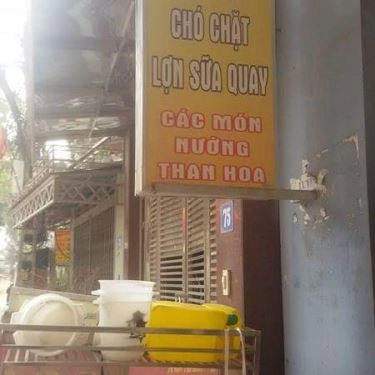 CHÓ CHẶT
LỢN SỮA QUAY
CÁC MÓN
NƯỚNG
THAN HOA
75